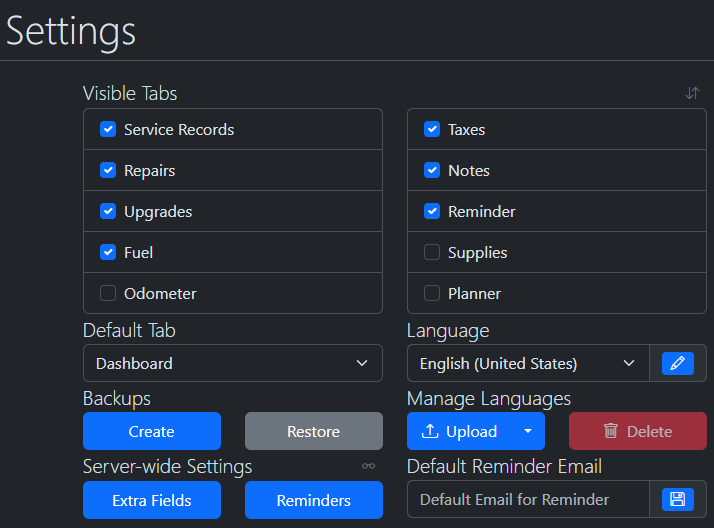 Settings
Visible Tabs
Service Records
Taxes
Repairs
Notes
Upgrades
Reminder
Fuel
Supplies
Odometer
Planner
Default Tab
Language
Dashboard
English (United States)
Backups
Manage Languages
Create
Restore
Upload
Delete
Server-wide Settings
Default Reminder Email
Extra Fields
Reminders
Default Email for Reminder